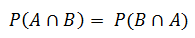 P(A ∩ B) = P(B ∩ A)